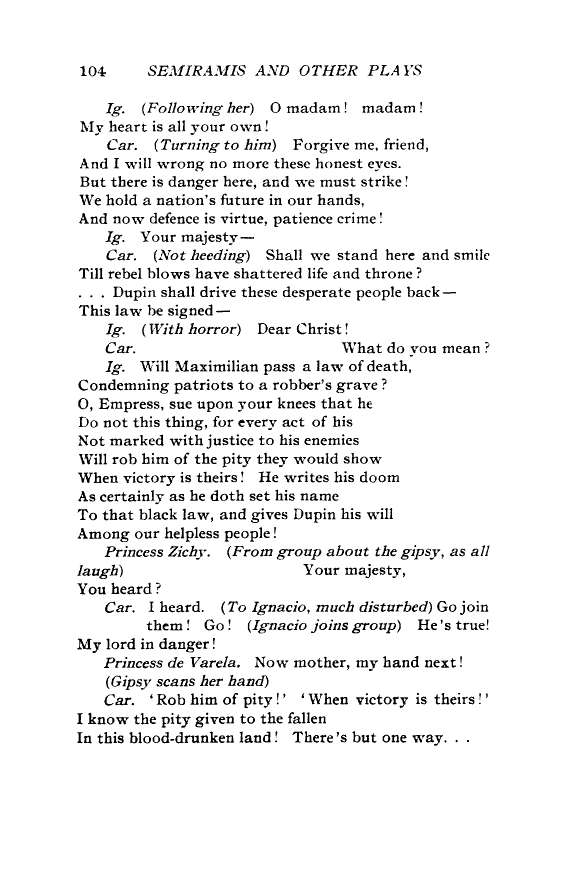 104 SEMIRAMIS AND OTHER PLAYS
Ig. (Following her) O madam! madam!
My heart is all your own!
Car. (Turning to him) Forgive me, friend,
And I will wrong no more these honest eyes.
But there is danger here, and we must strike!
We hold a nation's future in our hands,
And now defence is virtue, patience crime!
Ig. Your majesty—
Car. (Not heeding) Shall we stand here and smile
Till rebel blows have shattered life and throne?
. . . Dupin shall drive these desperate people back—
This law be signed—
Ig. (With horror) Dear Christ!
Car. What do you mean?
Ig. Will Maximilian pass a law of death,
Condemning patriots to a robber's grave?
O, Empress, sue upon your knees that he
Do not this thing, for every act of his
Not marked with justice to his enemies
Will rob him of the pity they would show
When victory is theirs! He writes his doom
As certainly as he doth set his name
To that black law, and gives Dupin his will
Among our helpless people!
Princess Zichy. (From group about the gipsy, as all
laugh) Your majesty,
You heard?
Car. I heard. (To Ignacio, much disturbed) Go join
them! Go! (Ignacio joins group) He's true!
My lord in danger!
Princess de Varela. Now mother, my hand next!
(Gipsy scans her hand)
Car. 'Rob him of pity!' 'When victory is theirs!'
I know the pity given to the fallen
In this blood-drunken land! There's but one way. . .